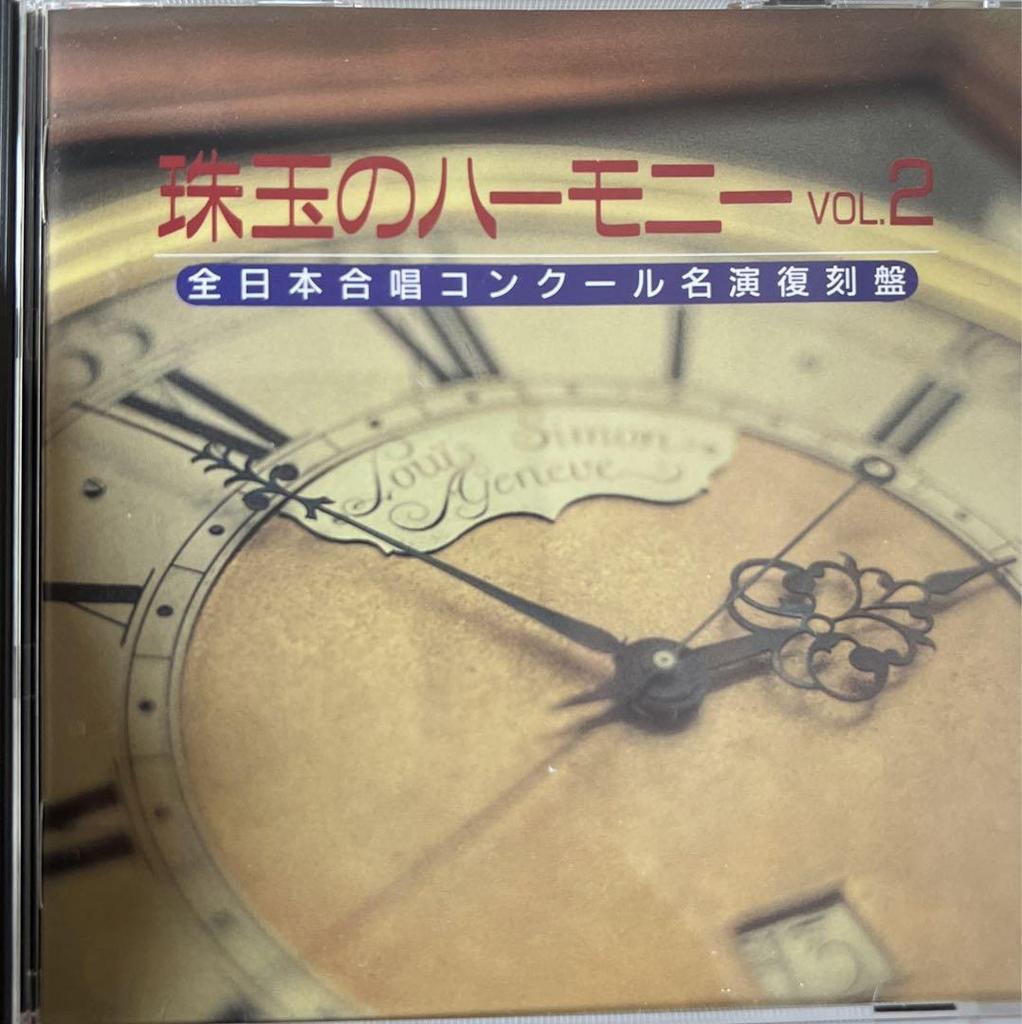 珠玉のハーモニー VOL.2
全日本合唱コンクール名演復刻盤
Louis Simon
Geneve